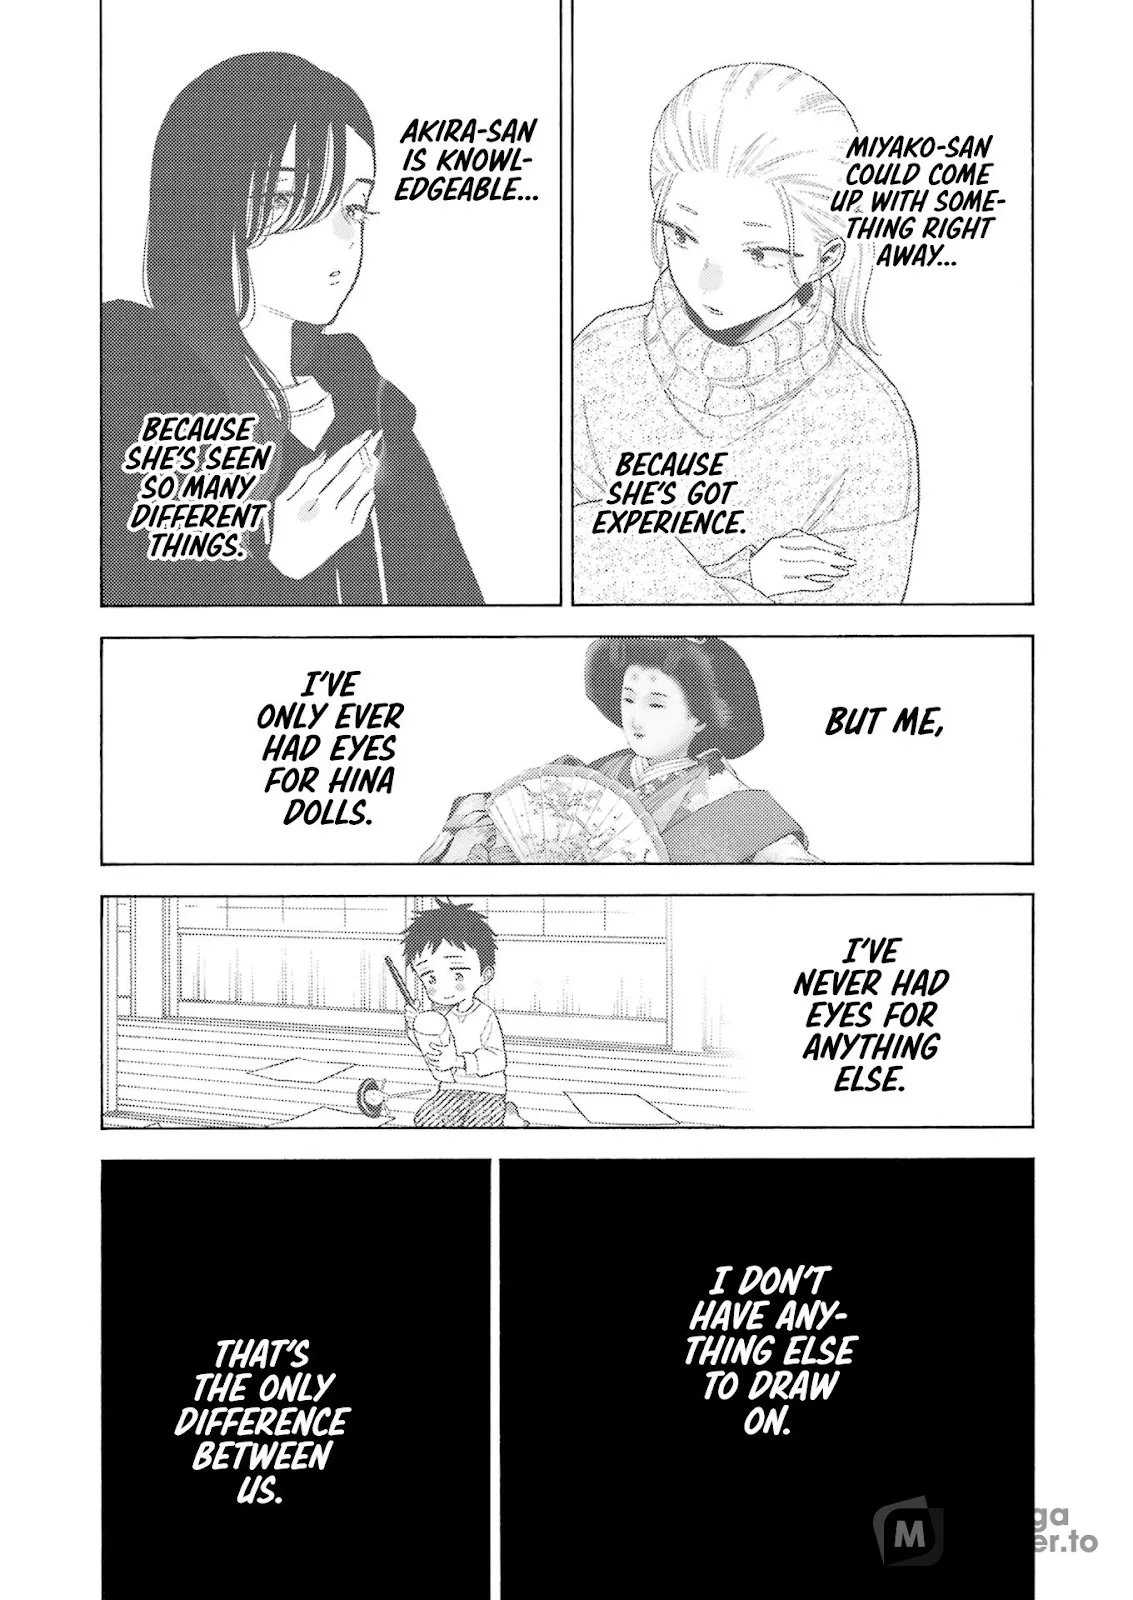 MIYAKO-SAN
COULD COME
UP WITH SOME-
THING RIGHT
AWAY...
BECAUSE
SHE'S GOT
EXPERIENCE.
AKIRA-SAN
IS KNOWL-
EDGEABLE...
BECAUSE
SHE'S SEEN
SO MANY
DIFFERENT
THINGS.
BUT ME,
I'VE
ONLY EVER
HAD EYES
FOR HINA
DOLLS.
I'VE
NEVER HAD
EYES FOR
ANYTHING
ELSE.
I DON'T
HAVE ANY-
THING ELSE
TO DRAW
ON.
THAT'S
THE ONLY
DIFFERENCE
BETWEEN
US.
M
ga
er.to